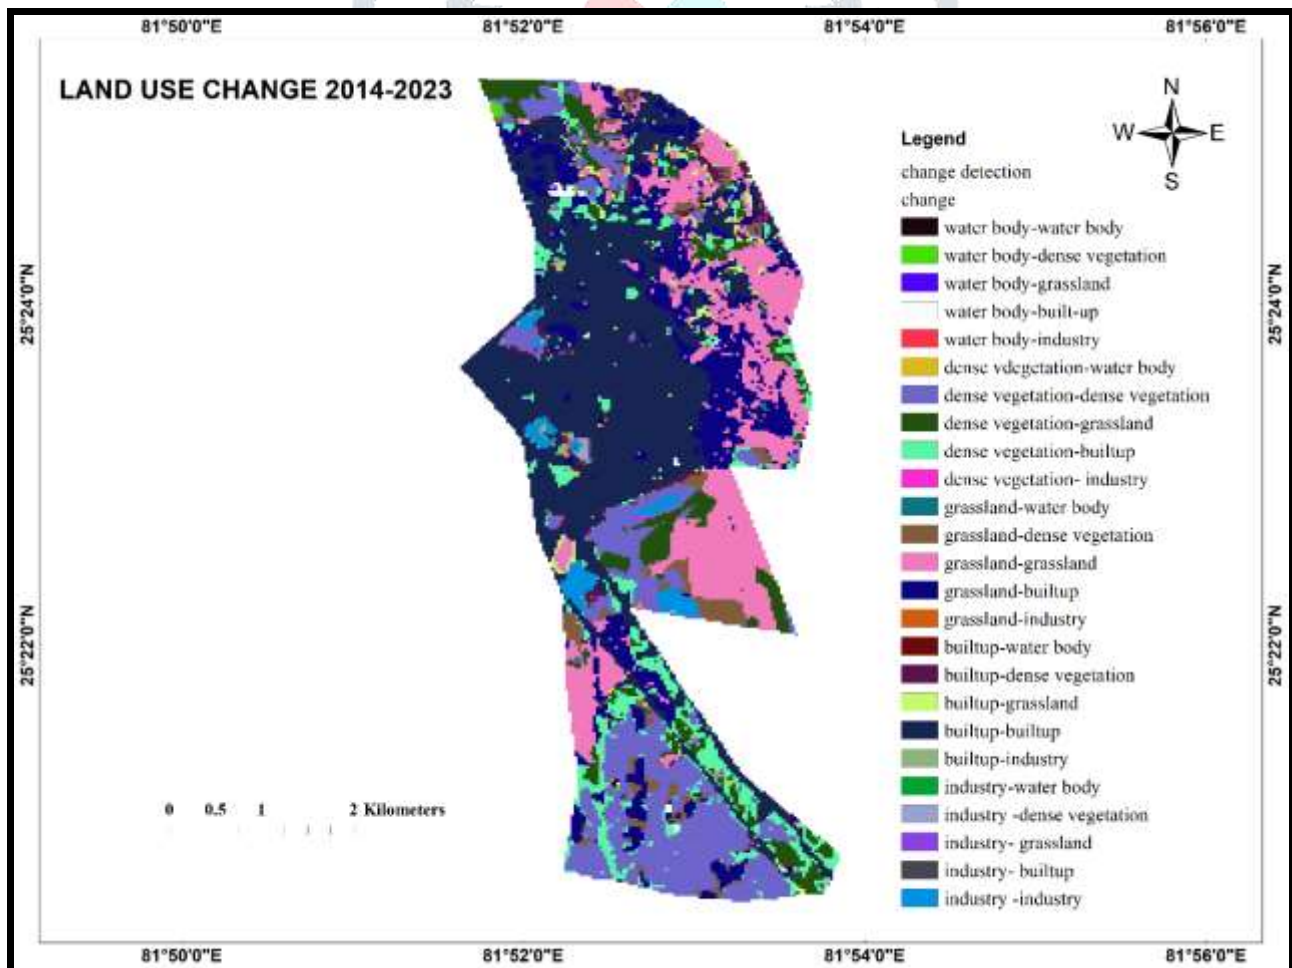 81°50'0"E 81°52'0"E 81°54'0"E 81°56'0"E
LAND USE CHANGE 2014-2023
N
W E
S
Legend
change detection
change
water body-water body
water body-dense vegetation
water body-grassland
water body-built-up
water body-industry
dense vdegetation-water body
dense vegetation-dense vegetation
dense vegetation-grassland
dense vegetation-builtup
dense vegetation- industry
grassland-water body
grassland-dense vegetation
grassland-grassland
grassland-builtup
grassland-industry
builtup-water body
builtup-dense vegetation
builtup-grassland
builtup-builtup
builtup-industry
industry-water body
industry -dense vegetation
industry- grassland
industry- builtup
industry -industry
25°24'0"N
25°24'0"N
25°22'0"N
25°22'0"N
0 0.5 1 2 Kilometers
81°50'0"E 81°52'0"E 81°54'0"E 81°56'0"E